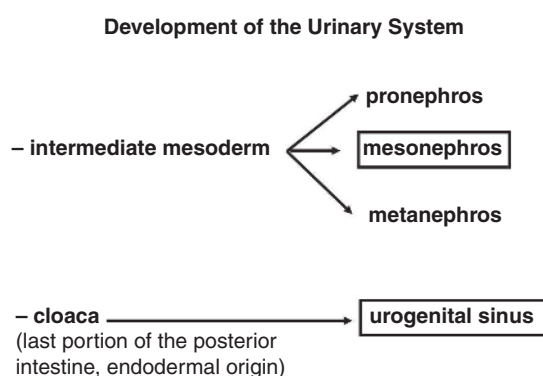 Development of the Urinary System
pronephros
– intermediate mesoderm
mesonephros
metanephros
– cloaca
urogenital sinus
(last portion of the posterior
intestine, endodermal origin)